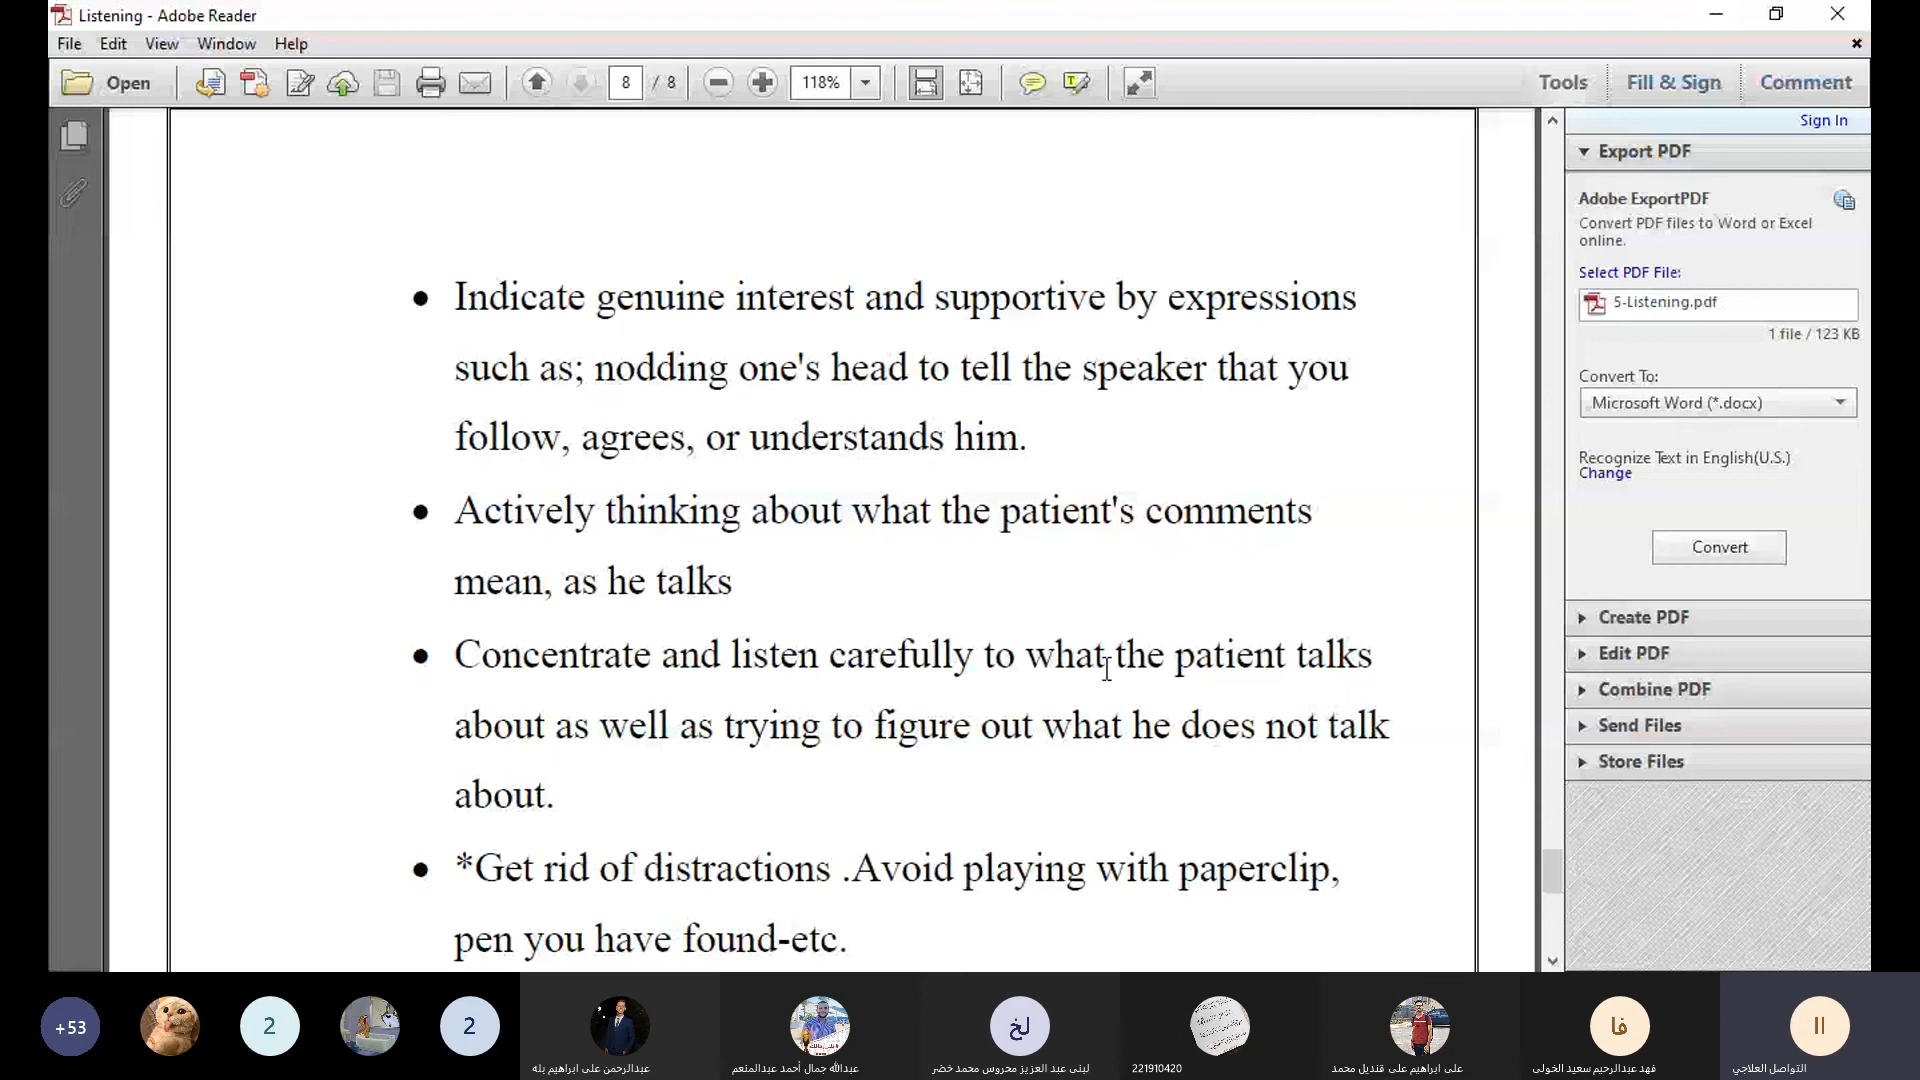 Listening - Adobe Reader
File Edit View Window Help
Open 8 / 8 118% Tools Fill & Sign Comment
Sign In
Export PDF
Adobe ExportPDF
Convert PDF files to Word or Excel
online.
Select PDF File:
5-Listening.pdf
1 file / 123 KB
Convert To:
Microsoft Word (*.docx)
Recognize Text in English(U.S.)
Change
Convert
Create PDF
Edit PDF
Combine PDF
Send Files
Store Files
• Indicate genuine interest and supportive by expressions
such as; nodding one's head to tell the speaker that you
follow, agrees, or understands him.
• Actively thinking about what the patient's comments
mean, as he talks
• Concentrate and listen carefully to what the patient talks
about as well as trying to figure out what he does not talk
about.
• *Get rid of distractions .Avoid playing with paperclip,
pen you have found-etc.
+53
2
2
لخ
فا
اا
عبدالرحمن على ابراهيم بله
عبدالله جمال أحمد عبدالمنعم
لبنى عبد العزيز محروس محمد خضر
221910420
على ابراهيم على قنديل محمد
فهد عبدالرحيم سعيد الخولى
التواصل العلاجي